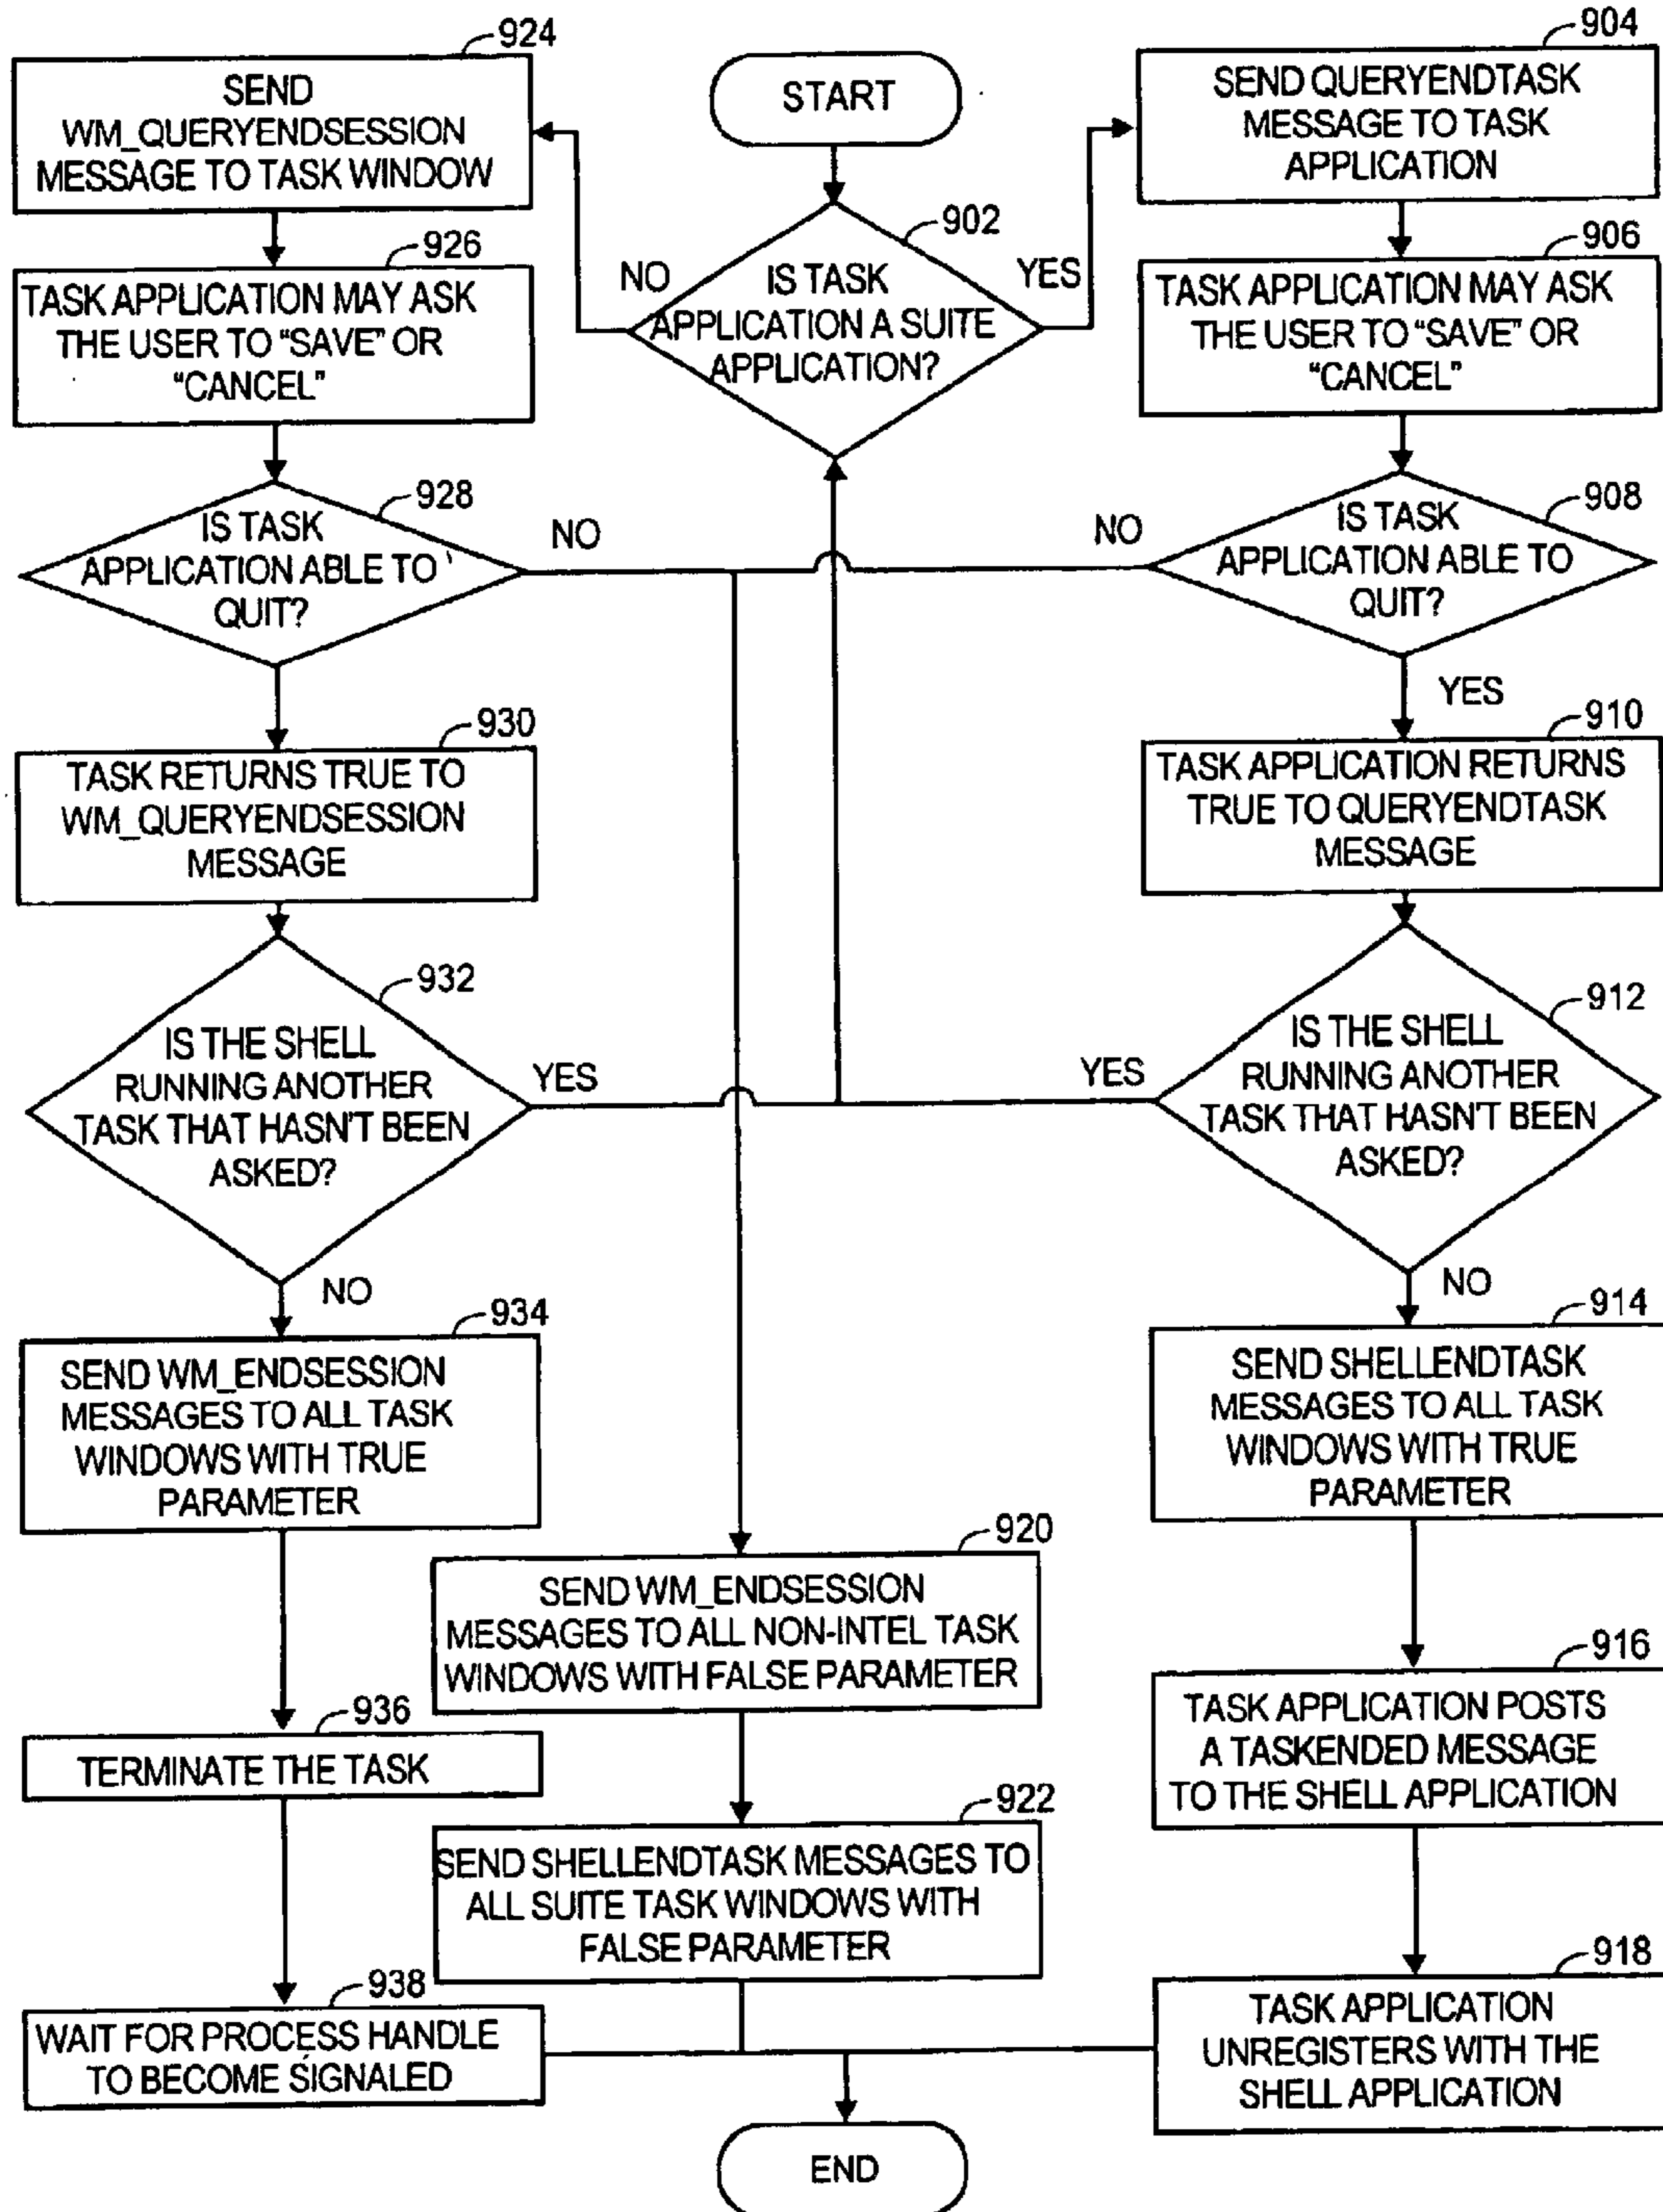 924
SEND
WM_QUERYENDSESSION
MESSAGE TO TASK WINDOW
START
904
SEND QUERYENDTASK
MESSAGE TO TASK
APPLICATION
926
TASK APPLICATION MAY ASK
THE USER TO “SAVE” OR
“CANCEL”
902
NO
IS TASK
APPLICATION A SUITE
APPLICATION?
YES
906
TASK APPLICATION MAY ASK
THE USER TO “SAVE” OR
“CANCEL”
928
IS TASK
APPLICATION ABLE TO
QUIT?
NO
908
NO
IS TASK
APPLICATION ABLE TO
QUIT?
YES
930
TASK RETURNS TRUE TO
WM_QUERYENDSESSION
MESSAGE
910
TASK APPLICATION RETURNS
TRUE TO QUERYENDTASK
MESSAGE
932
IS THE SHELL
RUNNING ANOTHER
TASK THAT HASN'T BEEN
ASKED?
YES
NO
912
YES
IS THE SHELL
RUNNING ANOTHER
TASK THAT HASN'T BEEN
ASKED?
NO
934
SEND WM_ENDSESSION
MESSAGES TO ALL TASK
WINDOWS WITH TRUE
PARAMETER
914
SEND SHELLENDTASK
MESSAGES TO ALL TASK
WINDOWS WITH TRUE
PARAMETER
920
SEND WM_ENDSESSION
MESSAGES TO ALL NON-INTEL TASK
WINDOWS WITH FALSE PARAMETER
916
TASK APPLICATION POSTS
A TASKENDED MESSAGE
TO THE SHELL APPLICATION
936
TERMINATE THE TASK
922
SEND SHELLENDTASK MESSAGES TO
ALL SUITE TASK WINDOWS WITH
FALSE PARAMETER
938
WAIT FOR PROCESS HANDLE
TO BECOME SIGNALED
918
TASK APPLICATION
UNREGISTERS WITH THE
SHELL APPLICATION
END